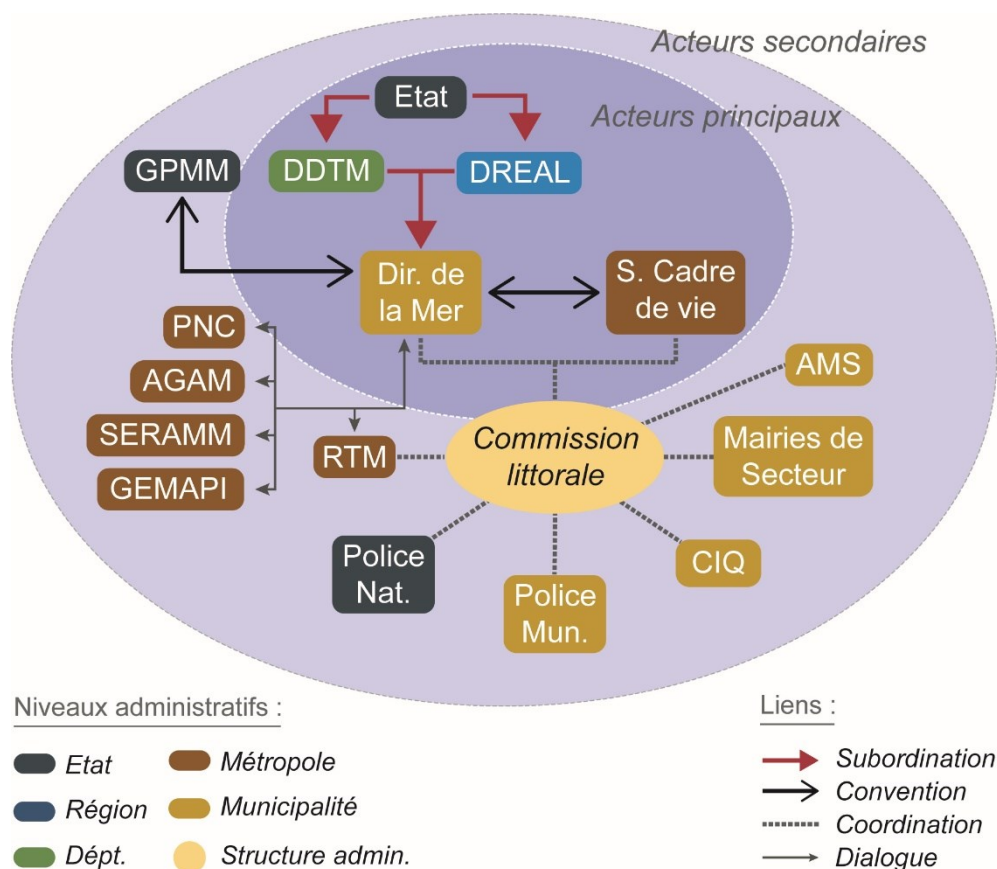 Acteurs secondaires
Acteurs principaux
Etat
GPMM
DDTM
DREAL
Dir. de
la Mer
S. Cadre
de vie
PNC
AGAM
SERAMM
GEMAPI
RTM
Commission
littorale
AMS
Mairies de
Secteur
CIQ
Police
Nat.
Police
Mun.
Niveaux administratifs :
Etat
Métropole
Région
Municipalité
Dépt.
Structure admin.
Liens :
Subordination
Convention
Coordination
Dialogue